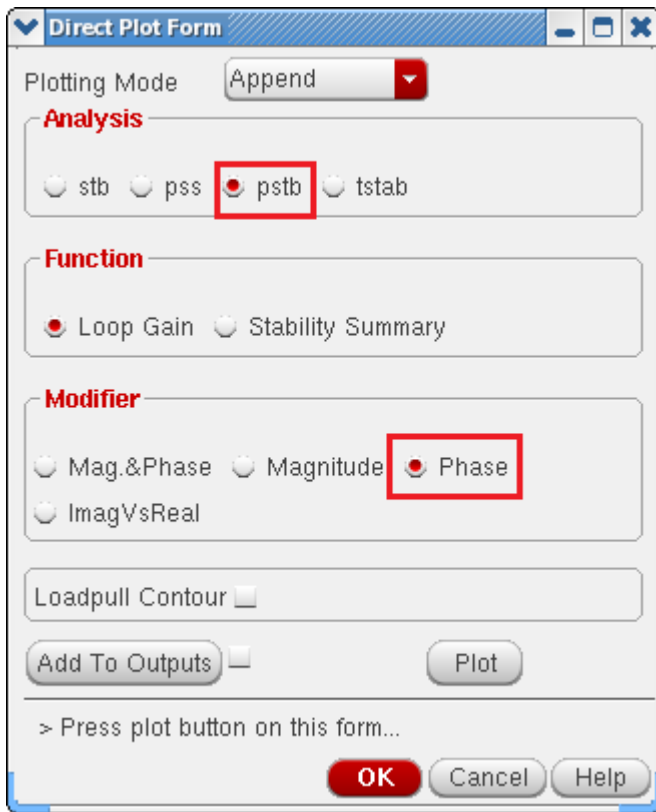 Direct Plot Form
Plotting Mode Append
Analysis
stb pss pstb tstab
Function
Loop Gain Stability Summary
Modifier
Mag.&Phase Magnitude Phase
ImagVsReal
Loadpull Contour
Add To Outputs Plot
> Press plot button on this form...
OK Cancel Help